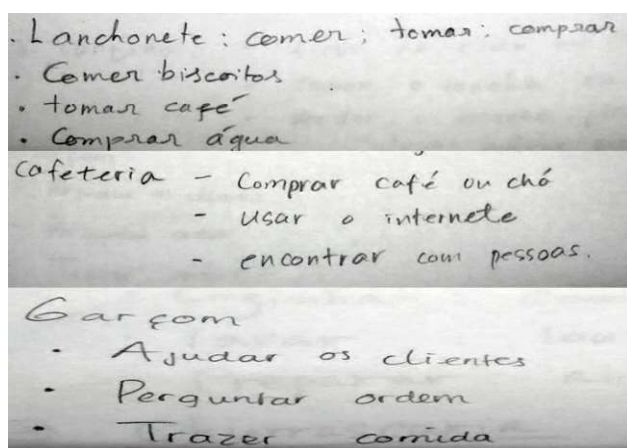 . Lanchonete : comer ; tomar ; comprar
. Comer biscoitos
. tomar café
. Comprar água
Cafeteria - Comprar café ou chá
- usar o internete
- encontrar com pessoas.
Garçom
• Ajudar os clientes
• Perguntar ordem
• Trazer comida